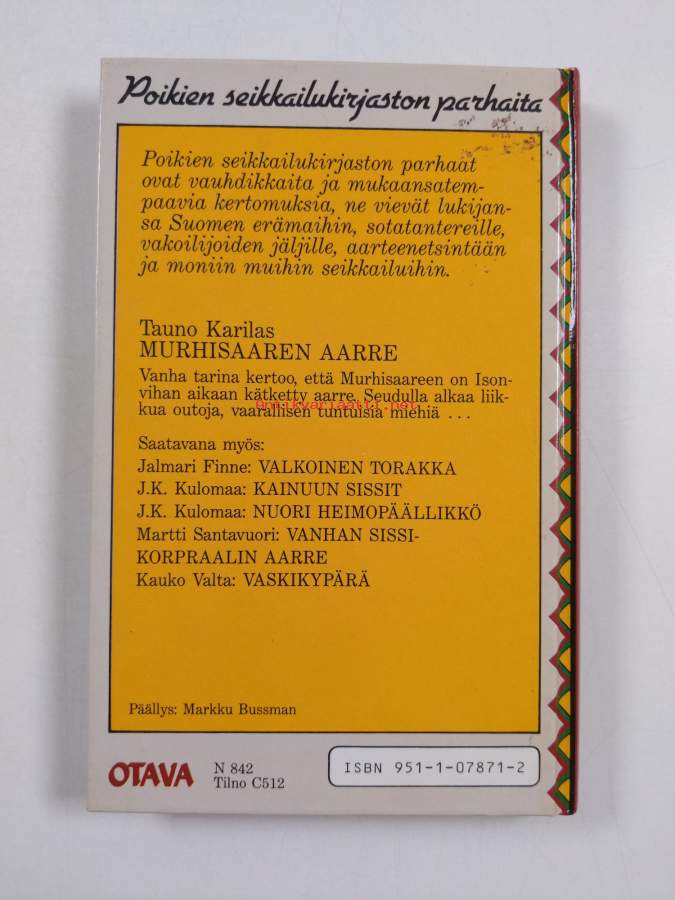 Poikien seikkailukirjaston parhaita
Poikien seikkailukirjaston parhaat
ovat vauhdikkaita ja mukaansatem-
paavia kertomuksia, ne vievät lukijan-
sa Suomen erämaihin, sotatantereille,
vakoilijoiden jäljille, aarteenetsintään
ja moniin muihin seikkailuihin.
Tauno Karilas
MURHISAAREN AARRE
Vanha tarina kertoo, että Murhisaareen on Ison-
vihan aikaan kätketty aarre. Seudulla alkaa liik-
antikvariaatti.net
kua outoja, vaarallisen tuntuisia miehiä . . .
Saatavana myös:
Jalmari Finne: VALKOINEN TORAKKA
J.K. Kulomaa: KAINUUN SISSIT
J.K. Kulomaa: NUORI HEIMOPÄÄLLIKKÖ
Martti Santavuori: VANHAN SISSI-
KORPRAALIN AARRE
Kauko Valta: VASKIKYPÄRÄ
Päällys: Markku Bussman
OTAVA
N 842
Tilno C512
ISBN 951-1-07871-2